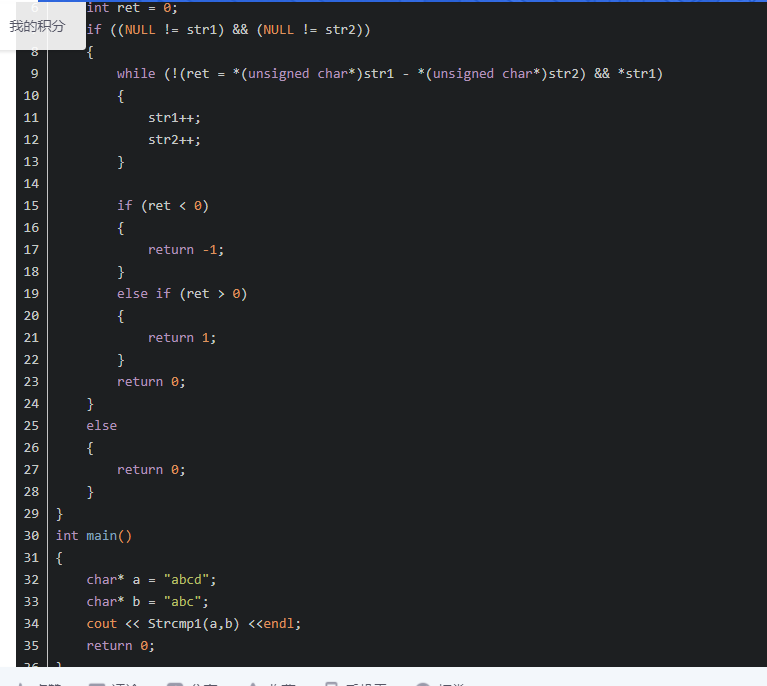 6 int ret = 0;
我的积分
if ((NULL != str1) && (NULL != str2))
8 {
9 while (!(ret = *(unsigned char*)str1 - *(unsigned char*)str2) && *str1)
10 {
11 str1++;
12 str2++;
13 }
14
15 if (ret < 0)
16 {
17 return -1;
18 }
19 else if (ret > 0)
20 {
21 return 1;
22 }
23 return 0;
24 }
25 else
26 {
27 return 0;
28 }
29 }
30 int main()
31 {
32 char* a = "abcd";
33 char* b = "abc";
34 cout << Strcmp1(a,b) <<endl;
35 return 0;
36 }